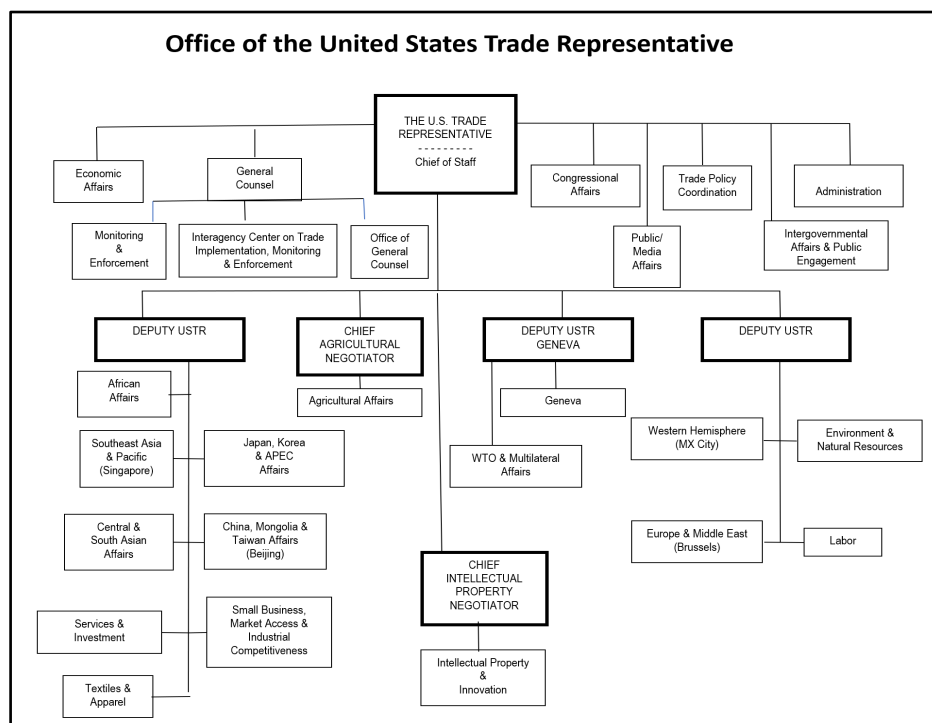 Office of the United States Trade Representative
THE U.S. TRADE
REPRESENTATIVE
- - - - - - - - -
Chief of Staff
Economic
Affairs
General
Counsel
Congressional
Affairs
Trade Policy
Coordination
Administration
Monitoring
&
Enforcement
Interagency Center on Trade
Implementation, Monitoring
& Enforcement
Office of
General
Counsel
Public/
Media
Affairs
Intergovernmental
Affairs & Public
Engagement
DEPUTY USTR
CHIEF
AGRICULTURAL
NEGOTIATOR
DEPUTY USTR
GENEVA
DEPUTY USTR
African
Affairs
Agricultural Affairs
Geneva
Southeast Asia
& Pacific
(Singapore)
Japan, Korea
& APEC
Affairs
WTO & Multilateral
Affairs
Western Hemisphere
(MX City)
Environment &
Natural Resources
Central &
South Asian
Affairs
China, Mongolia &
Taiwan Affairs
(Beijing)
Europe & Middle East
(Brussels)
Labor
CHIEF
INTELLECTUAL
PROPERTY
NEGOTIATOR
Services &
Investment
Small Business,
Market Access &
Industrial
Competitiveness
Intellectual Property
&
Innovation
Textiles &
Apparel